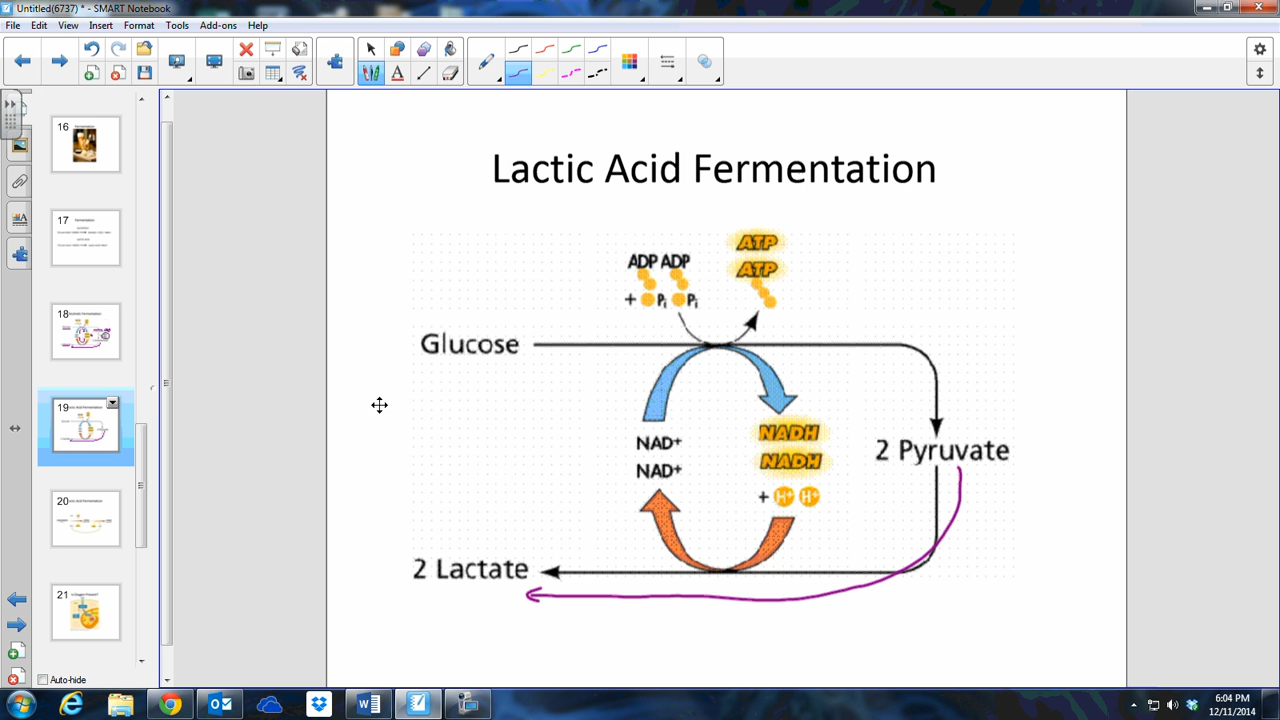 Untitled(6737) * - SMART Notebook
File Edit View Insert Format Tools Add-ons Help
16
Fermentation
17
Fermentation
18
19
20
21
Auto-hide
Lactic Acid Fermentation
ATP
ADP ADP ATP
+ Pi Pi
Glucose
NAD+ NADH
2 Pyruvate
NAD+ NADH
+ H+ H+
2 Lactate
6:04 PM
12/11/2014